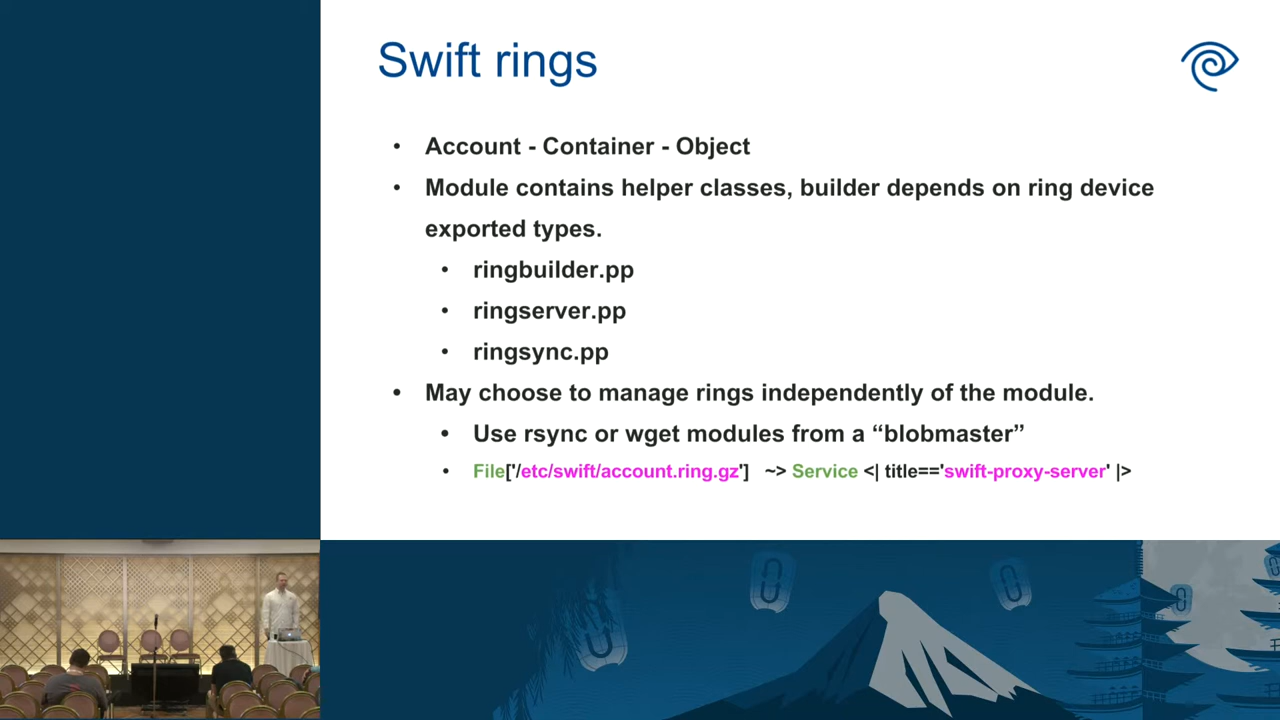 Swift rings
• Account - Container - Object
• Module contains helper classes, builder depends on ring device
exported types.
• ringbuilder.pp
• ringserver.pp
• ringsync.pp
• May choose to manage rings independently of the module.
• Use rsync or wget modules from a “blobmaster”
• File['/etc/swift/account.ring.gz'] ~> Service <| title=='swift-proxy-server' |>